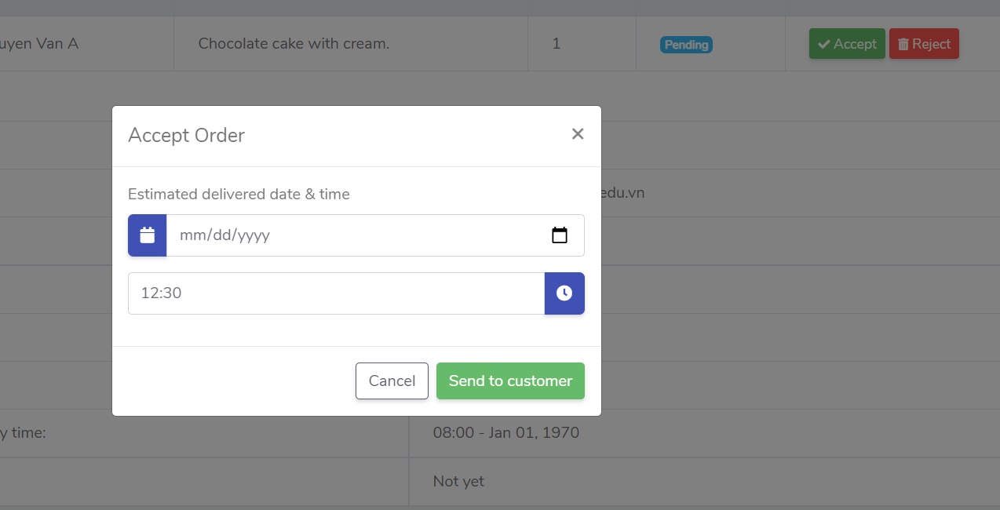 uyen Van A Chocolate cake with cream. 1 Pending Accept Reject
Accept Order
Estimated delivered date & time
edu.vn
mm/dd/yyyy
12:30
Cancel Send to customer
y time: 08:00 - Jan 01, 1970
Not yet